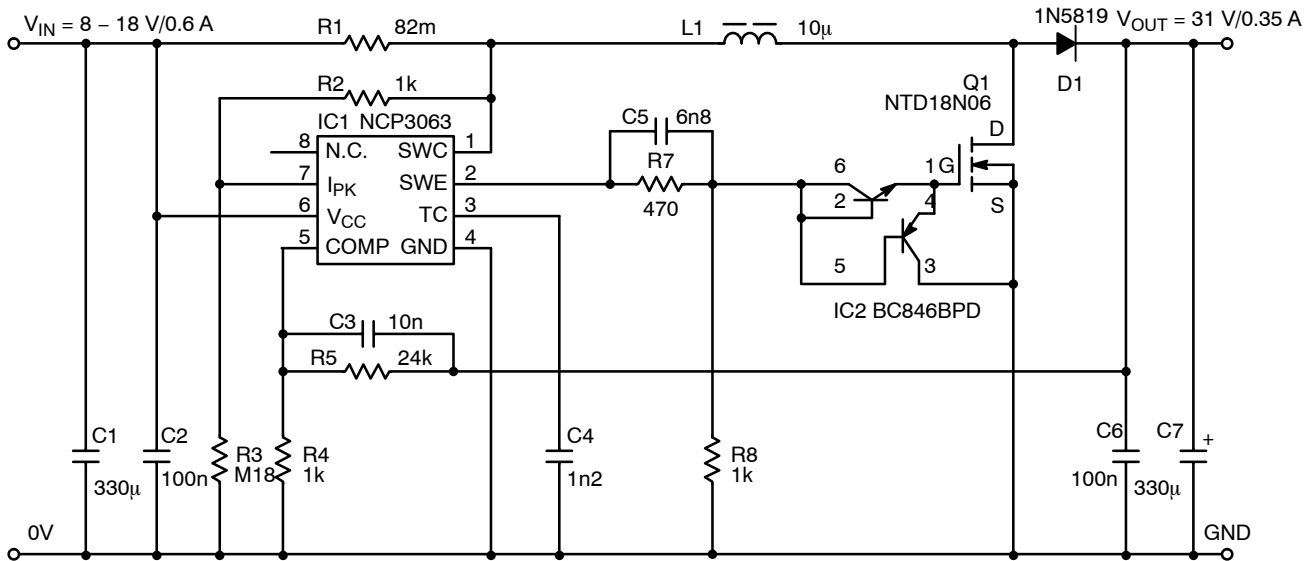 V_IN = 8 – 18 V/0.6 A
R1
82m
L1
10µ
1N5819
V_OUT = 31 V/0.35 A
D1
R2
1k
Q1
NTD18N06
IC1 NCP3063
C5
6n8
D
8
N.C.
SWC
1
R7
6
1
G
7
I_PK
SWE
2
470
2
4
S
6
V_CC
TC
3
5
COMP
GND
4
5
3
IC2 BC846BPD
C3
10n
R5
24k
C1
330µ
C2
100n
R3
M18
R4
1k
C4
1n2
R8
1k
C6
100n
C7
+
330µ
0V
GND